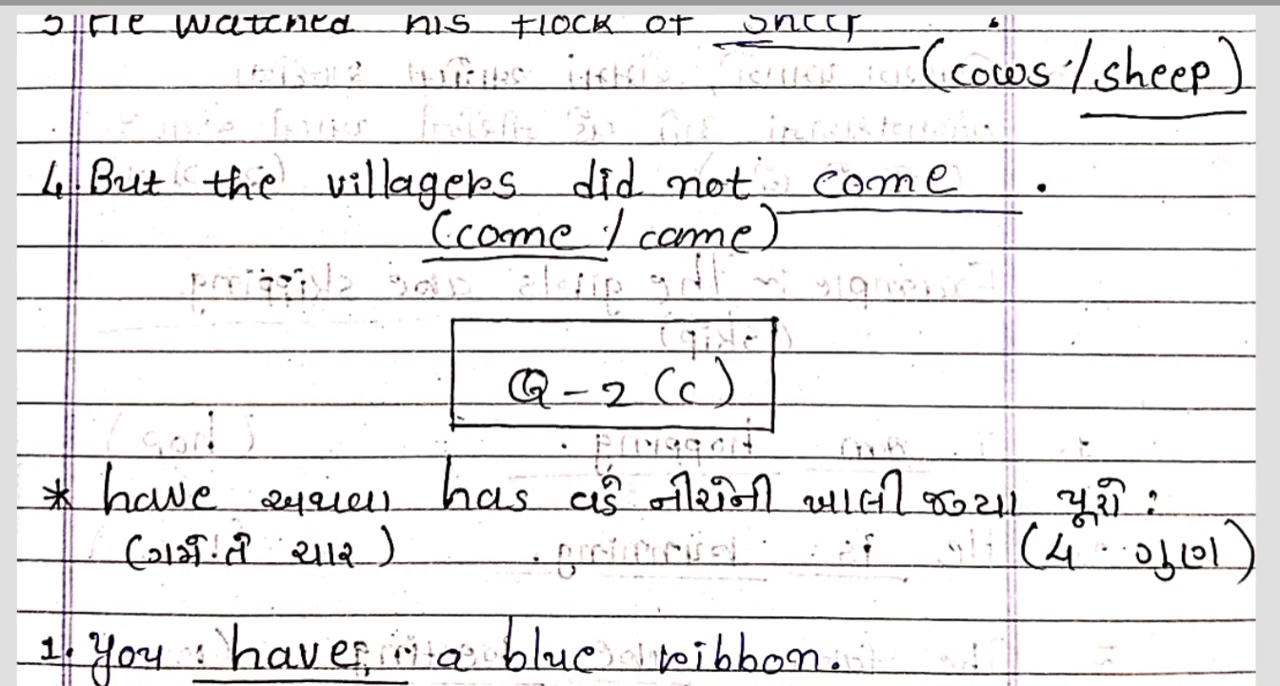 3. He watched his flock of sheep.
(cows / sheep)
4. But the villagers did not come.
(come / came)
Q-2 (C)
* have અથવા has વડે નીચેની ખાલી જગ્યા પૂરો :
(ગમે તે ચાર) (4 ગુણ)
1. You have a blue ribbon.